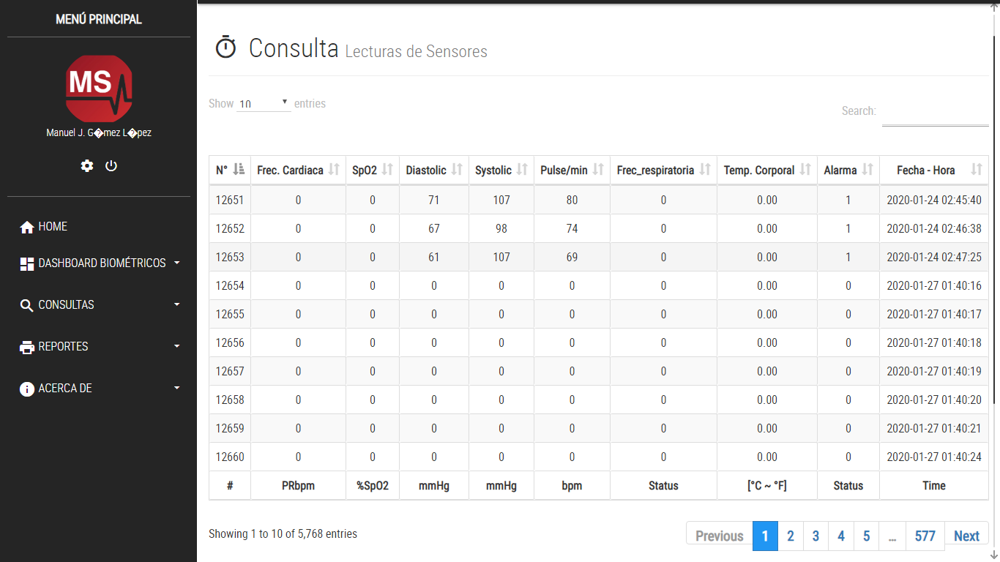 MENÚ PRINCIPAL
MS
Manuel J. G�mez L�pez
HOME
DASHBOARD BIOMÉTRICOS
CONSULTAS
REPORTES
ACERCA DE
Consulta Lecturas de Sensores
Show 10 entries
Search:
N° Frec. Cardiaca SpO2 Diastolic Systolic Pulse/min Frec_respiratoria Temp. Corporal Alarma Fecha - Hora
12651 0 0 71 107 80 0 0.00 1 2020-01-24 02:45:40
12652 0 0 67 98 74 0 0.00 1 2020-01-24 02:46:38
12653 0 0 61 107 69 0 0.00 1 2020-01-24 02:47:25
12654 0 0 0 0 0 0 0.00 0 2020-01-27 01:40:16
12655 0 0 0 0 0 0 0.00 0 2020-01-27 01:40:17
12656 0 0 0 0 0 0 0.00 0 2020-01-27 01:40:18
12657 0 0 0 0 0 0 0.00 0 2020-01-27 01:40:19
12658 0 0 0 0 0 0 0.00 0 2020-01-27 01:40:20
12659 0 0 0 0 0 0 0.00 0 2020-01-27 01:40:21
12660 0 0 0 0 0 0 0.00 0 2020-01-27 01:40:24
# PRbpm %SpO2 mmHg mmHg bpm Status [°C ~ °F] Status Time
Showing 1 to 10 of 5,768 entries
Previous 1 2 3 4 5 … 577 Next